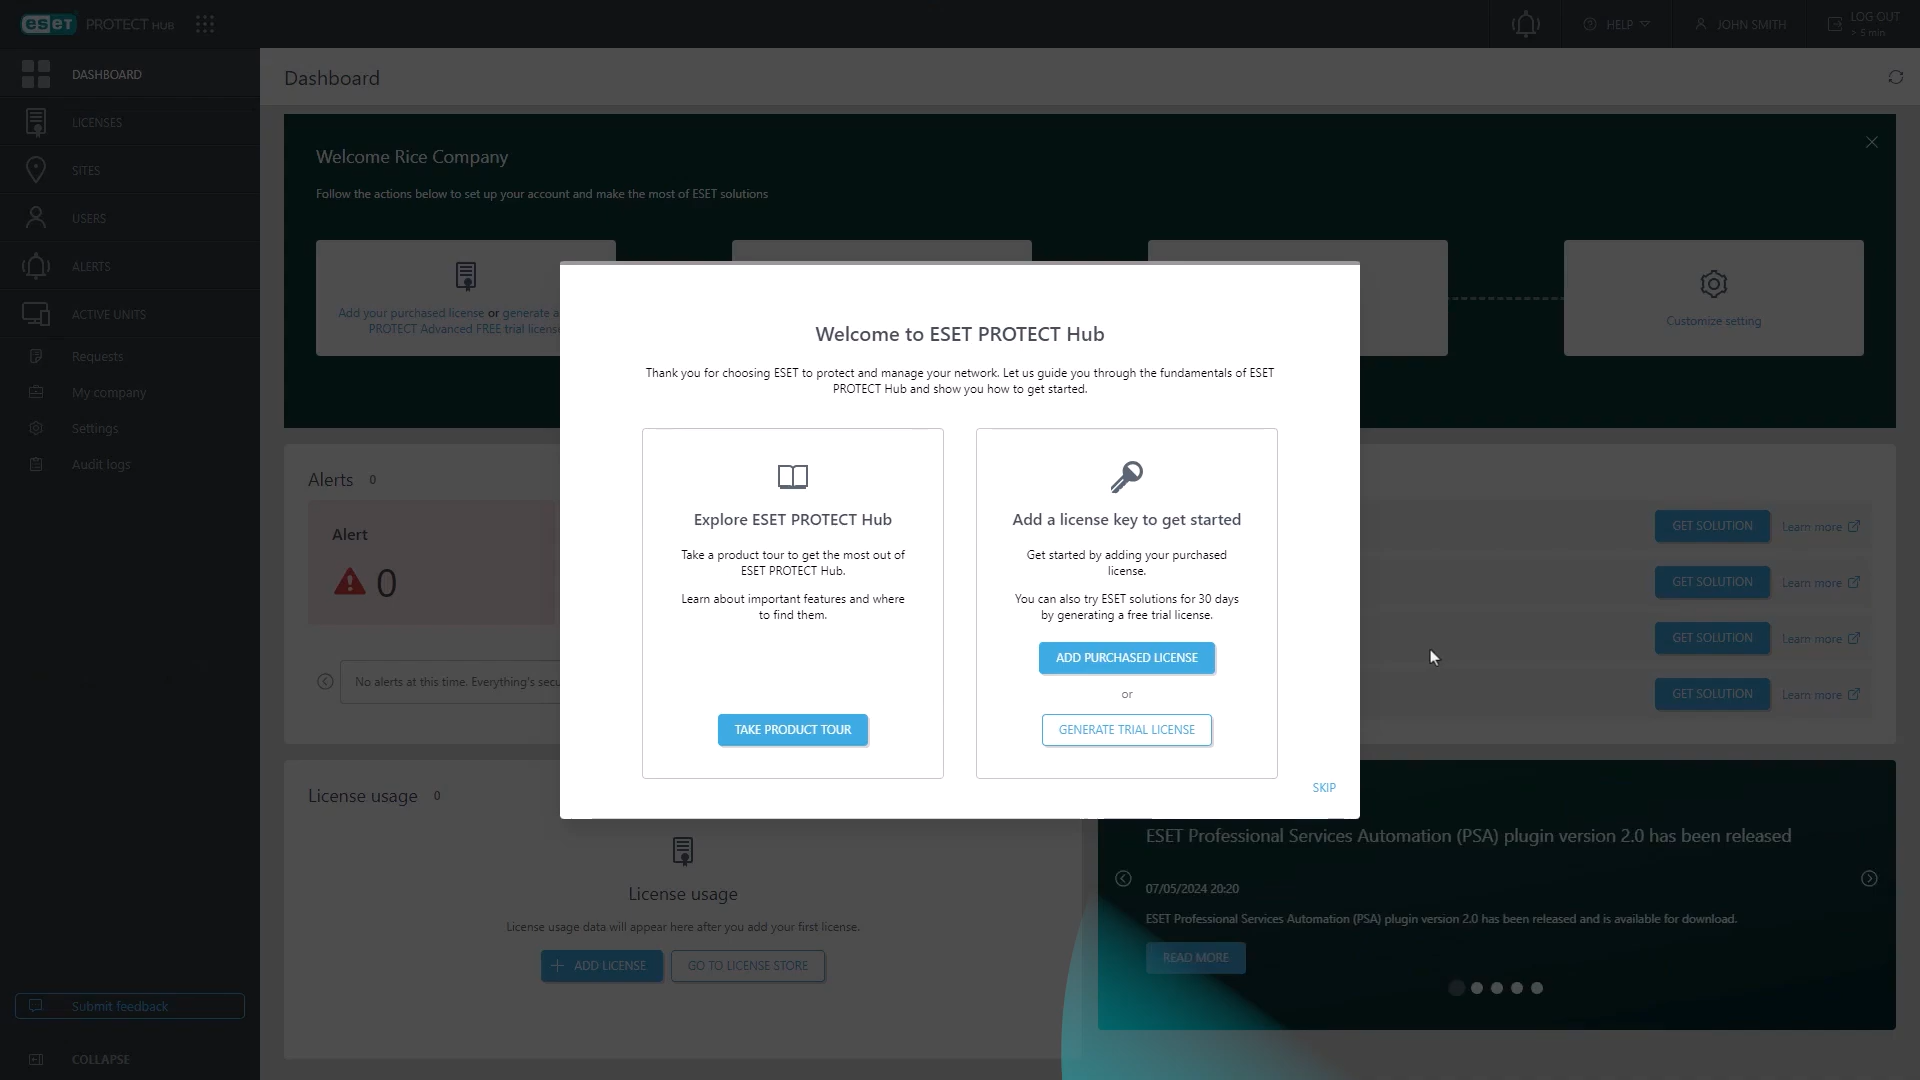 eset PROTECT HUB
HELP
JOHN SMITH
LOG OUT
> 5 min
DASHBOARD
LICENSES
SITES
USERS
ALERTS
ACTIVE UNITS
Requests
My company
Settings
Audit logs
Submit feedback
COLLAPSE
Dashboard
Welcome Rice Company
Follow the actions below to set up your account and make the most of ESET solutions
Add your purchased license or generate a
PROTECT Advanced FREE trial license
Customize setting
Welcome to ESET PROTECT Hub
Thank you for choosing ESET to protect and manage your network. Let us guide you through the fundamentals of ESET
PROTECT Hub and show you how to get started.
Explore ESET PROTECT Hub
Take a product tour to get the most out of
ESET PROTECT Hub.
Learn about important features and where
to find them.
TAKE PRODUCT TOUR
Add a license key to get started
Get started by adding your purchased
license.
You can also try ESET solutions for 30 days
by generating a free trial license.
ADD PURCHASED LICENSE
or
GENERATE TRIAL LICENSE
SKIP
Alerts 0
Alert
0
No alerts at this time. Everything's secu
GET SOLUTION Learn more
GET SOLUTION Learn more
GET SOLUTION Learn more
GET SOLUTION Learn more
License usage 0
License usage
License usage data will appear here after you add your first license.
ADD LICENSE
GO TO LICENSE STORE
ESET Professional Services Automation (PSA) plugin version 2.0 has been released
07/05/2024 20:20
ESET Professional Services Automation (PSA) plugin version 2.0 has been released and is available for download.
READ MORE